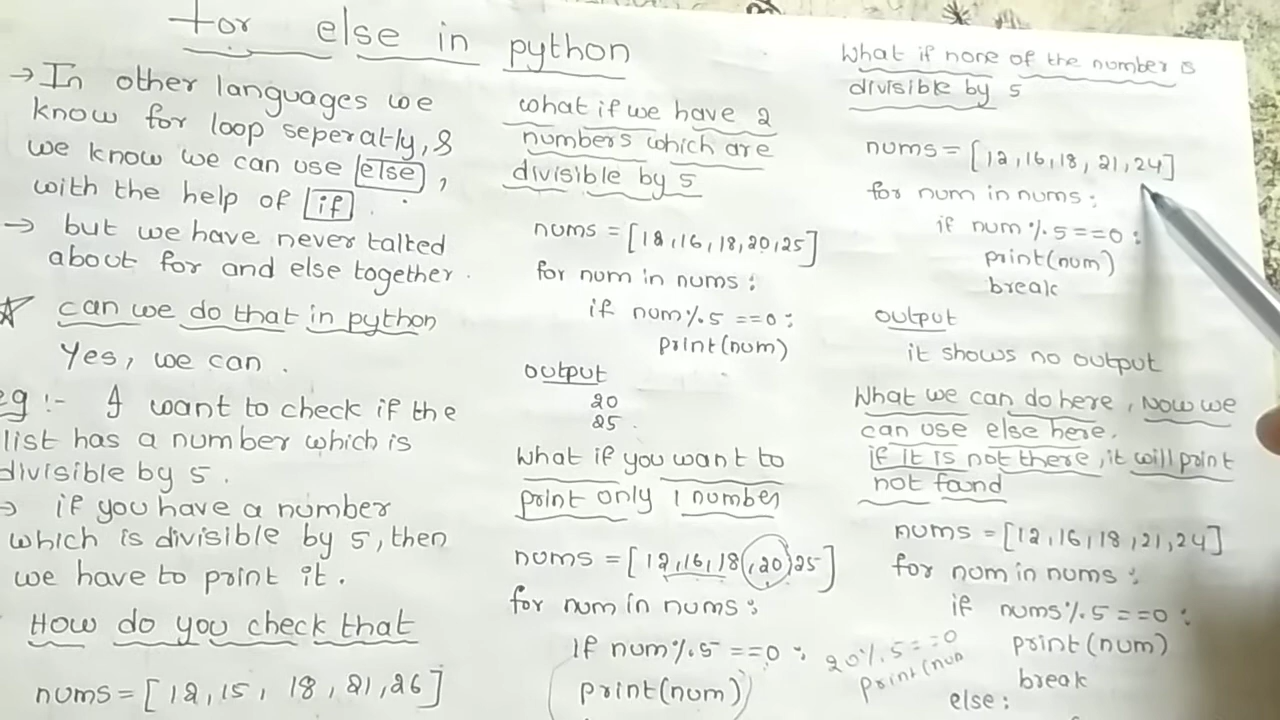 for else in python
→ In other languages we
know for loop seperatly, &
we know we can use else,
with the help of if.
→ but we have never talked
about for and else together.
can we do that in python
Yes, we can.
eg :- I want to check if the
list has a number which is
divisible by 5.
→ if you have a number
which is divisible by 5, then
we have to print it.
How do you check that
nums = [12, 15, 18, 21, 26]
what if we have 2
numbers which are
divisible by 5
nums = [18,16,18,20,25]
for num in nums:
if num%5 ==0:
print(num)
output
20
25.
What if you want to
print only 1 number
nums = [12,16,18,20,25]
for num in nums:
If num%5 ==0:
print(num)
20%5==0
print(num
What if none of the number is
divisible by 5
nums = [12,16,18,21,24]
for num in nums:
if num%5==0:
print(num)
break
output
it shows no output
What we can do here, Now we
can use else here.
if it is not there, it will print
not found
nums = [12,16,18,21,24]
for num in nums:
if nums%5==0:
print(num)
break
else: